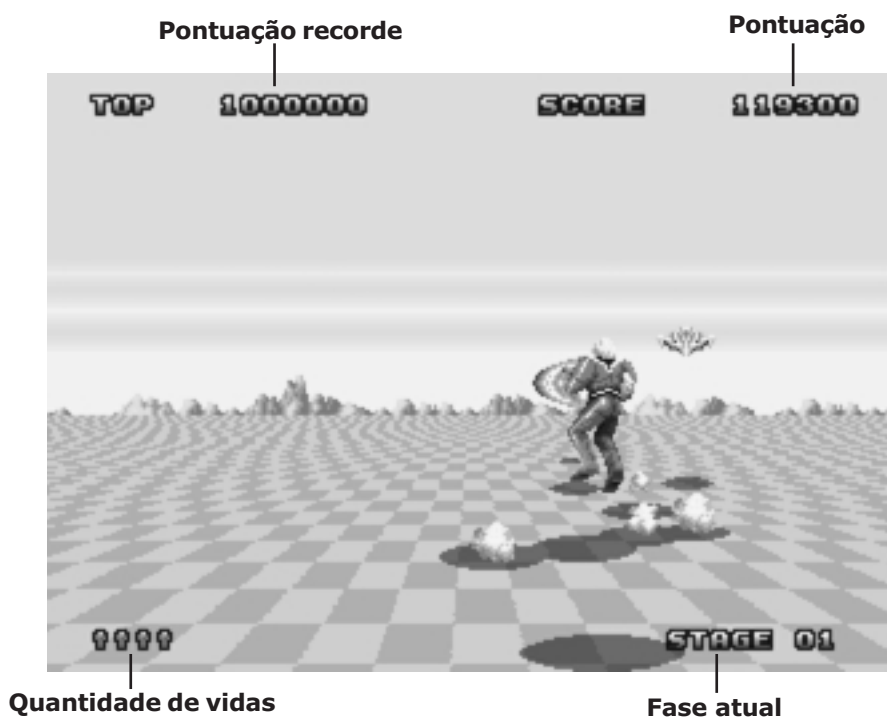 Pontuação recorde
Pontuação
TOP 1000000 SCORE 119300
STAGE 01
Quantidade de vidas
Fase atual